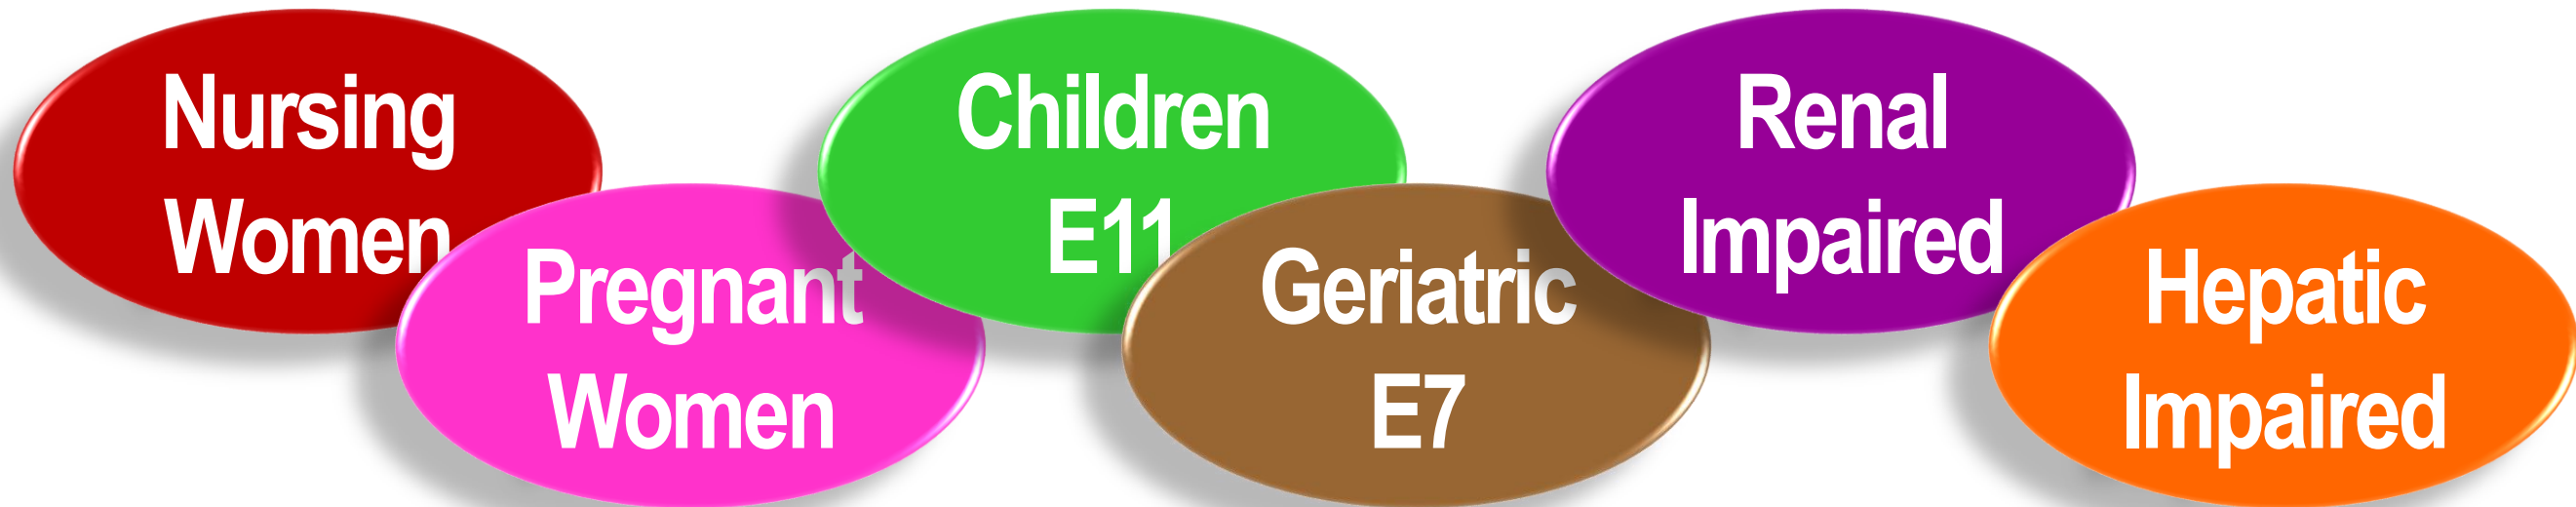 Nursing
Women
Pregnant
Women
Children
E11
Geriatric
E7
Renal
Impaired
Hepatic
Impaired